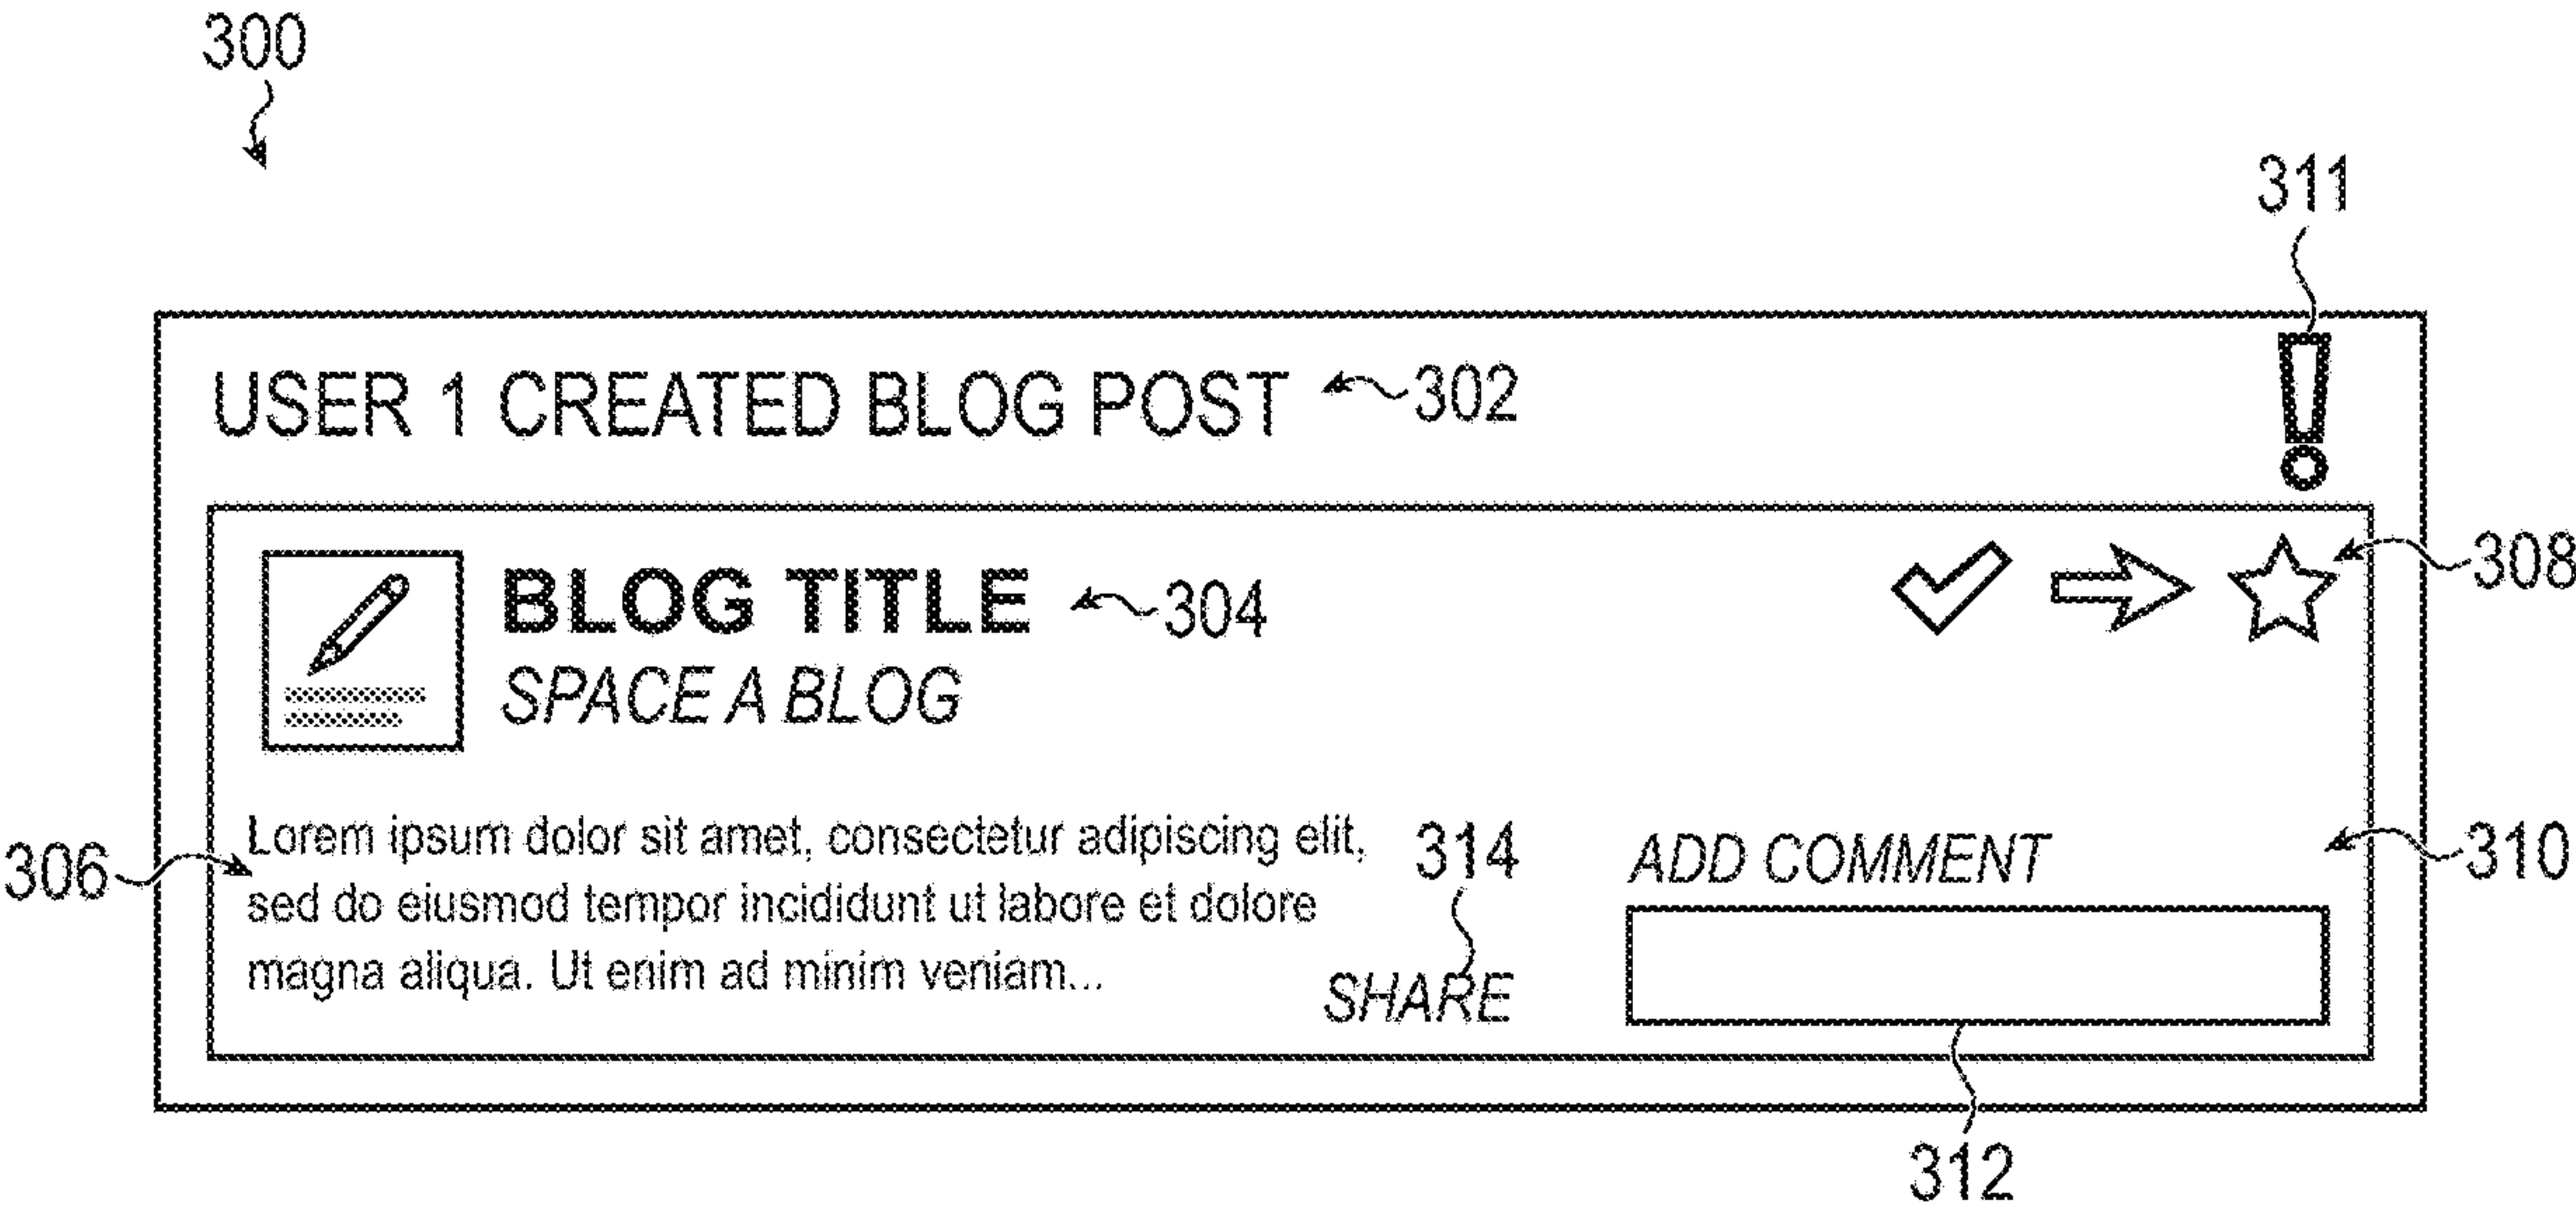 300
311
USER 1 CREATED BLOG POST 302
BLOG TITLE 304
308
SPACE A BLOG
306
Lorem ipsum dolor sit amet, consectetur adipiscing elit,
sed do eiusmod tempor incididunt ut labore et dolore
magna aliqua. Ut enim ad minim veniam...
314
SHARE
ADD COMMENT
310
312